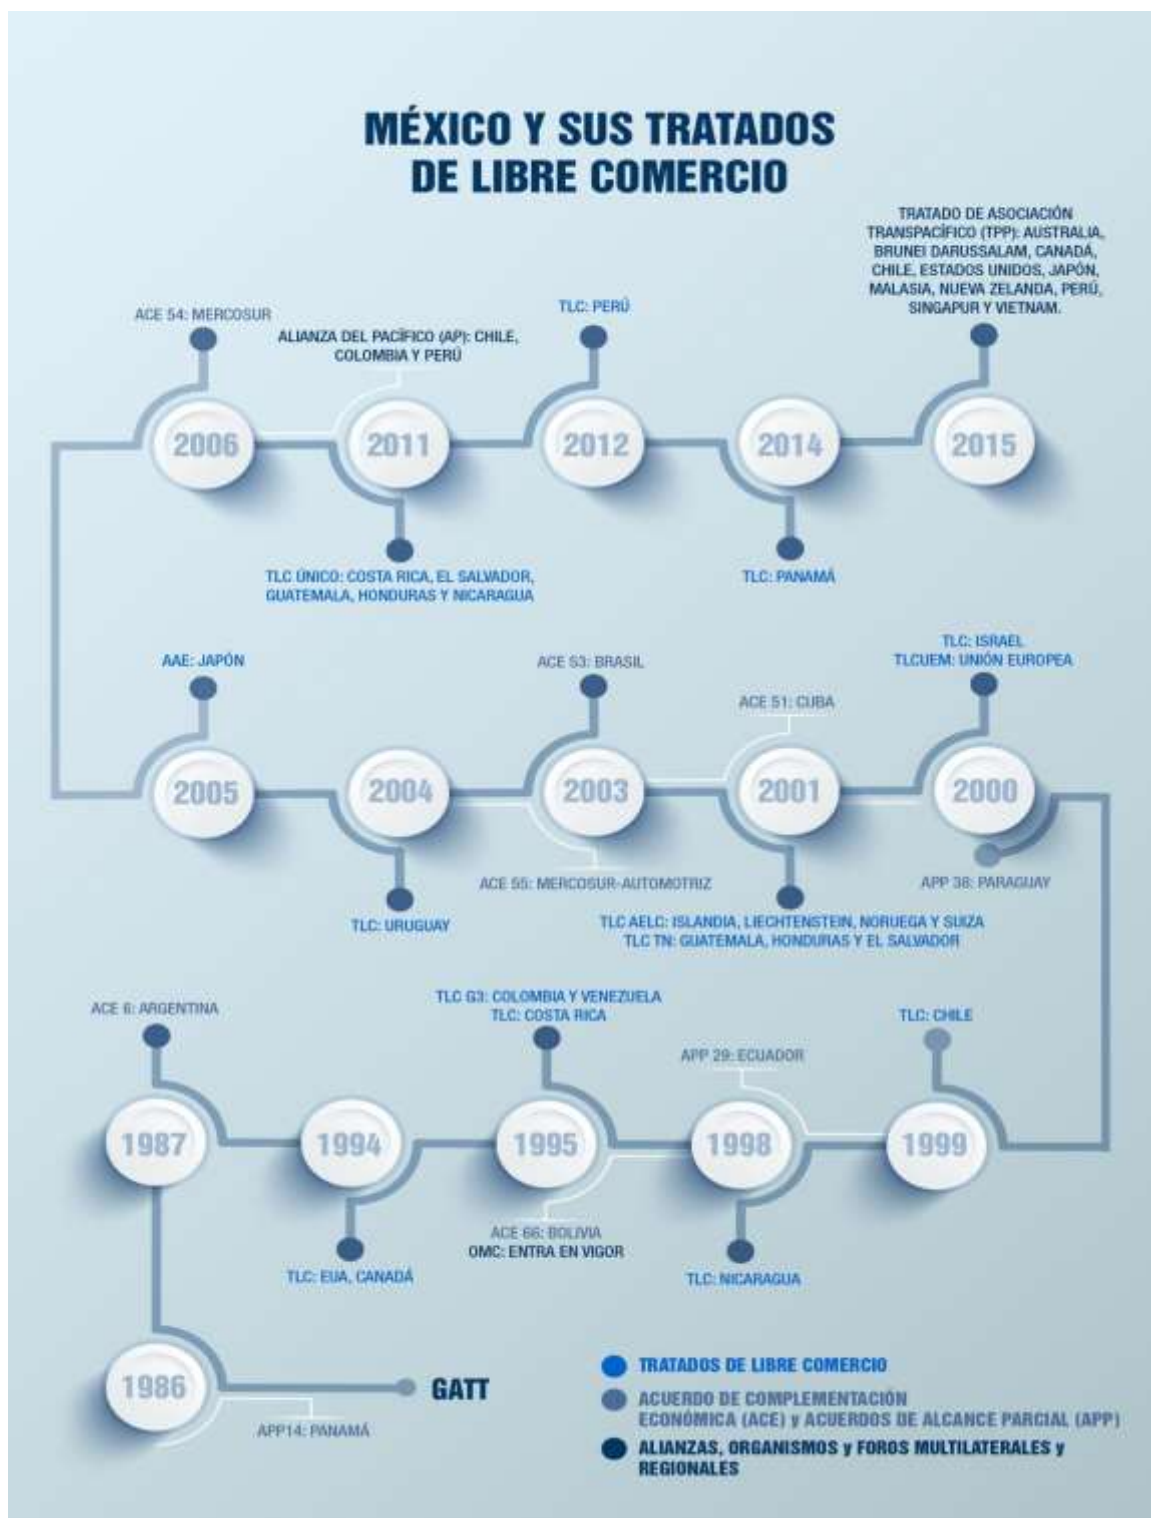 MÉXICO Y SUS TRATADOS
DE LIBRE COMERCIO
TRATADO DE ASOCIACIÓN
TRANSPACÍFICO (TPP): AUSTRALIA,
BRUNEI DARUSSALAM, CANADÁ,
CHILE, ESTADOS UNIDOS, JAPÓN,
MALASIA, NUEVA ZELANDA, PERÚ,
SINGAPUR Y VIETNAM.
ACE 54: MERCOSUR
ALIANZA DEL PACÍFICO (AP): CHILE,
COLOMBIA Y PERÚ
TLC: PERÚ
2006
2011
2012
2014
2015
TLC ÚNICO: COSTA RICA, EL SALVADOR,
GUATEMALA, HONDURAS Y NICARAGUA
TLC: PANAMÁ
AAE: JAPÓN
ACE 53: BRASIL
ACE 51: CUBA
TLC: ISRAEL
TLCUEM: UNIÓN EUROPEA
2005
2004
2003
2001
2000
TLC: URUGUAY
ACE 55: MERCOSUR-AUTOMOTRIZ
TLC AELC: ISLANDIA, LIECHTENSTEIN, NORUEGA Y SUIZA
TLC TN: GUATEMALA, HONDURAS Y EL SALVADOR
APP 38: PARAGUAY
ACE 6: ARGENTINA
TLC G3: COLOMBIA Y VENEZUELA
TLC: COSTA RICA
APP 29: ECUADOR
TLC: CHILE
1987
1994
1995
1998
1999
TLC: EUA, CANADÁ
ACE 66: BOLIVIA
OMC: ENTRA EN VIGOR
TLC: NICARAGUA
1986
GATT
APP14: PANAMÁ
TRATADOS DE LIBRE COMERCIO
ACUERDO DE COMPLEMENTACIÓN
ECONÓMICA (ACE) y ACUERDOS DE ALCANCE PARCIAL (APP)
ALIANZAS, ORGANISMOS y FOROS MULTILATERALES y
REGIONALES